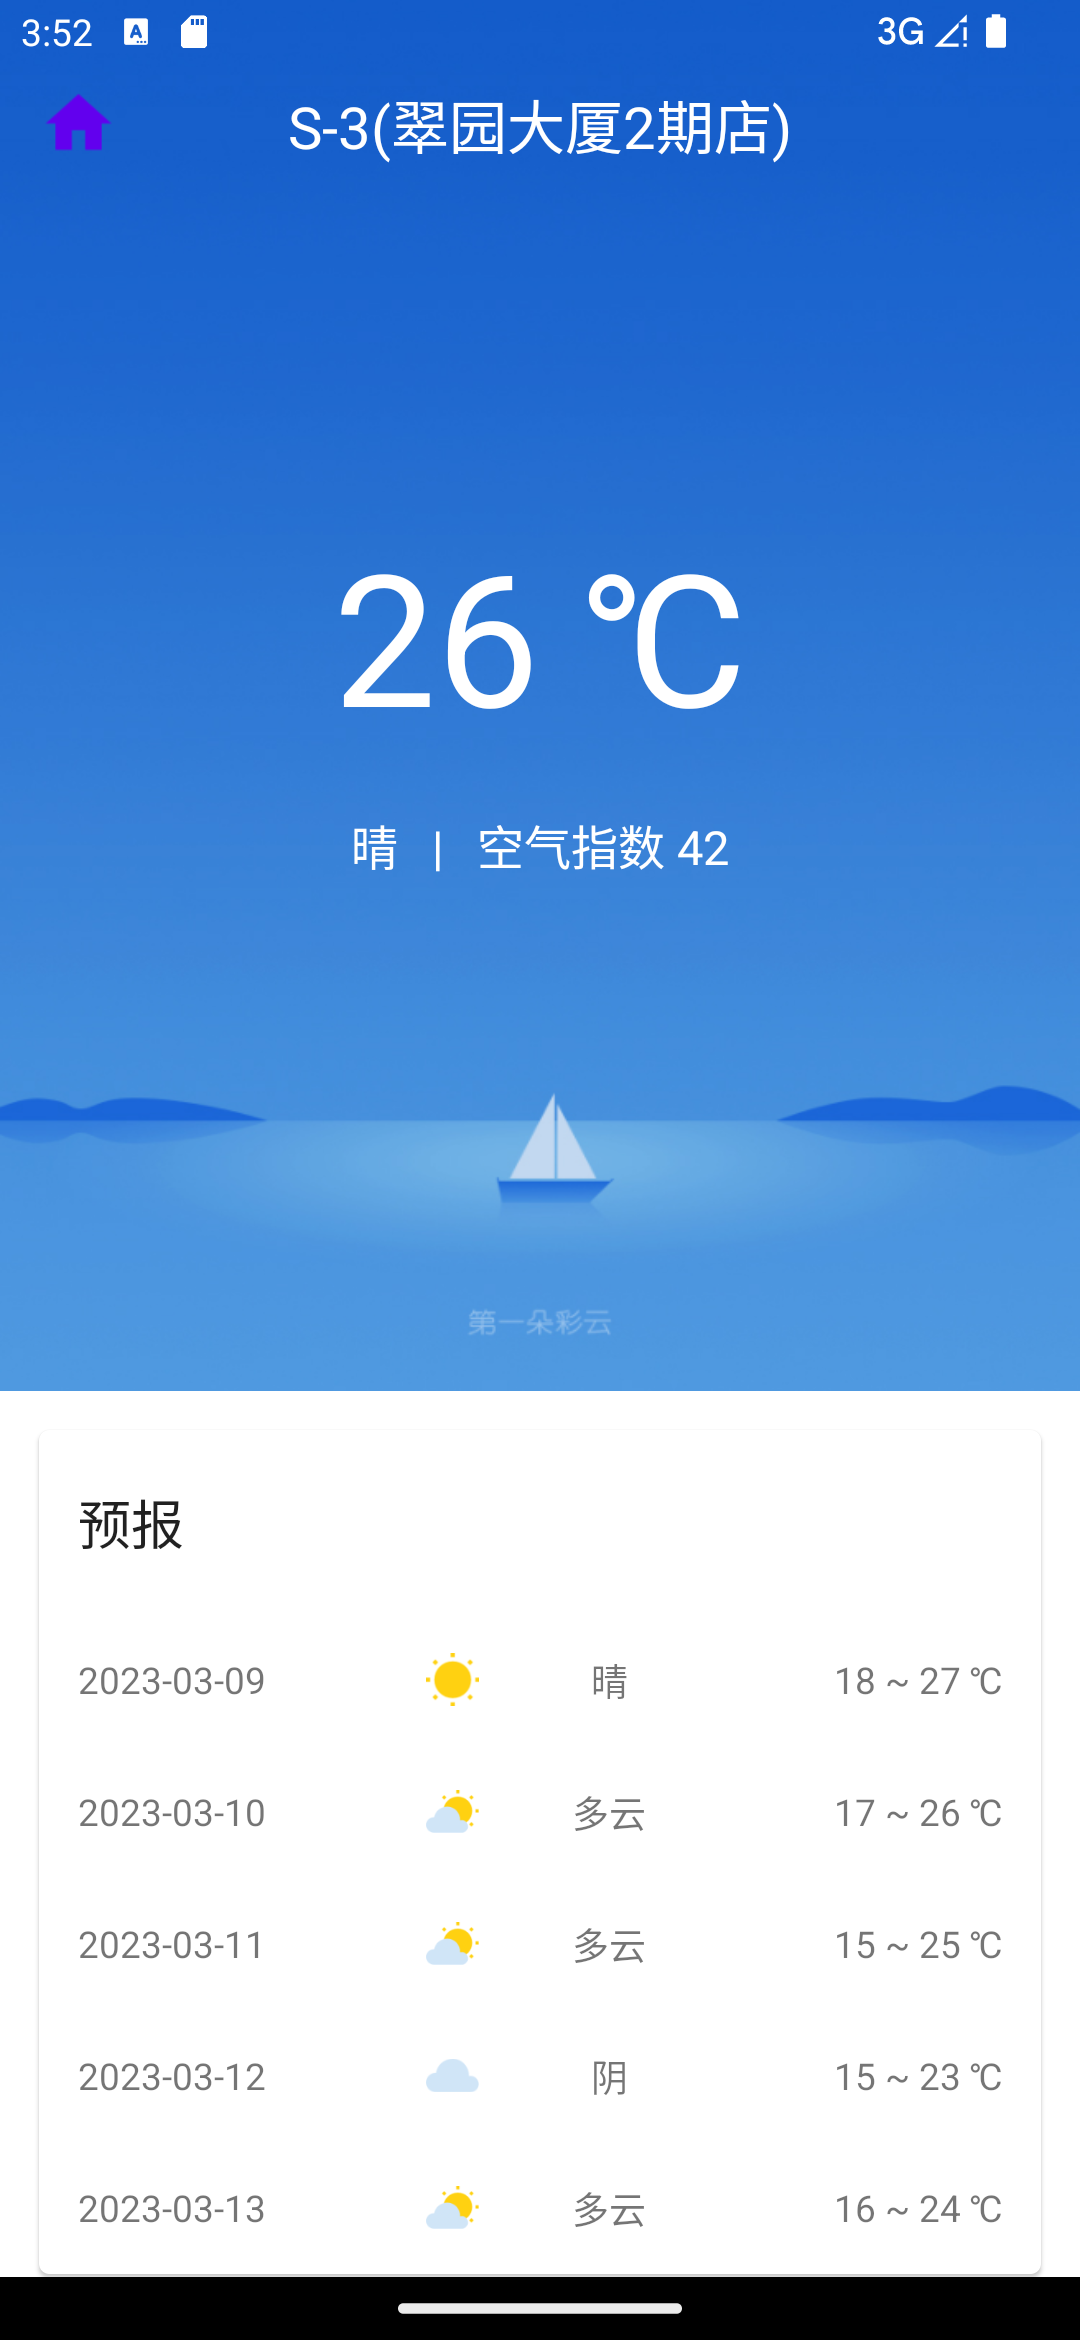 3:52
3G
S-3(翠园大厦2期店)
26 ℃
晴 | 空气指数 42
第一朵彩云
预报
2023-03-09 晴 18 ~ 27 ℃
2023-03-10 多云 17 ~ 26 ℃
2023-03-11 多云 15 ~ 25 ℃
2023-03-12 阴 15 ~ 23 ℃
2023-03-13 多云 16 ~ 24 ℃